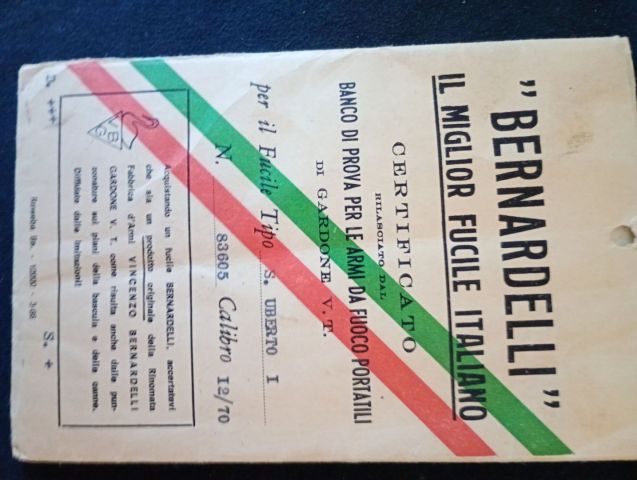 "BERNARDELLI"
IL MIGLIOR FUCILE ITALIANO
CERTIFICATO
RILASCIATO DAL
BANCO DI PROVA PER LE ARMI DA FUOCO PORTATILI
DI GARDONE V. T.
per il Fucile Tipo S. UBERTO I
N. 83605 Calibro 12/70
Acquistando un fucile BERNARDELLI, accertatevi
che sia un prodotto originale della Rinomata
Fabbrica d'Armi VINCENZO BERNARDELLI
GARDONE V. T. come risulta anche dalle pun-
zonature sui piani della bascula e delle canne.
Diffidate dalle imitazioni!
VB
G
D. +++ S. +